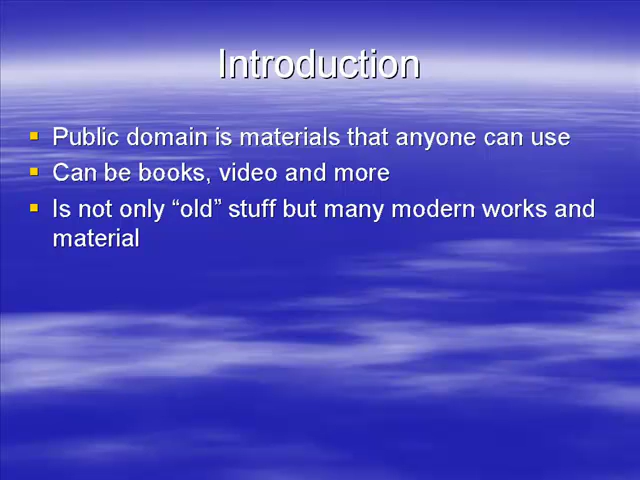 Introduction
Public domain is materials that anyone can use
Can be books, video and more
Is not only “old” stuff but many modern works and
material